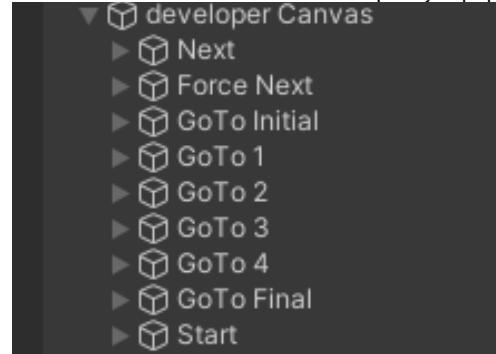 developer Canvas
Next
Force Next
GoTo Initial
GoTo 1
GoTo 2
GoTo 3
GoTo 4
GoTo Final
Start